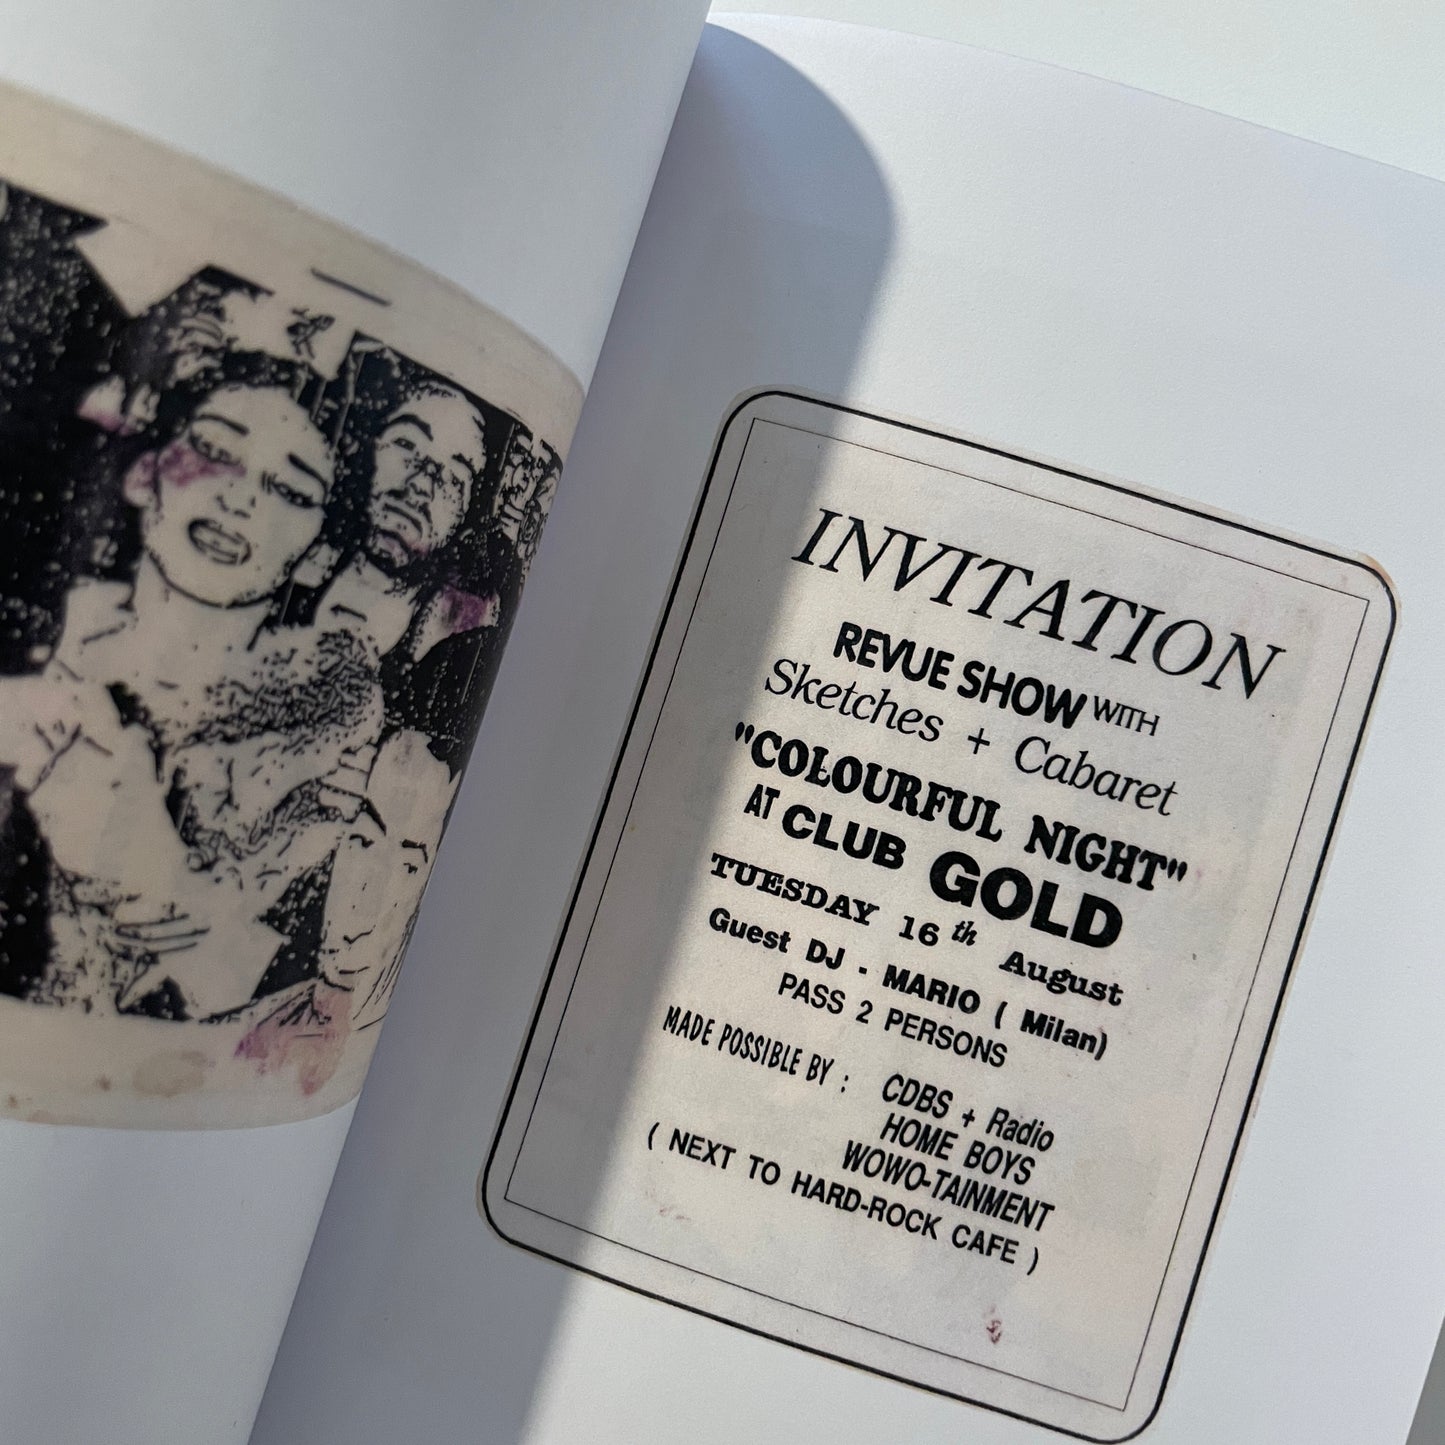 INVITATION
REVUE SHOW WITH
Sketches + Cabaret
"COLOURFUL NIGHT"
AT CLUB GOLD
TUESDAY 16th August
Guest DJ - MARIO ( Milan)
PASS 2 PERSONS
MADE POSSIBLE BY : CDBS + Radio
HOME BOYS
WOWO-TAINMENT
( NEXT TO HARD-ROCK CAFE )